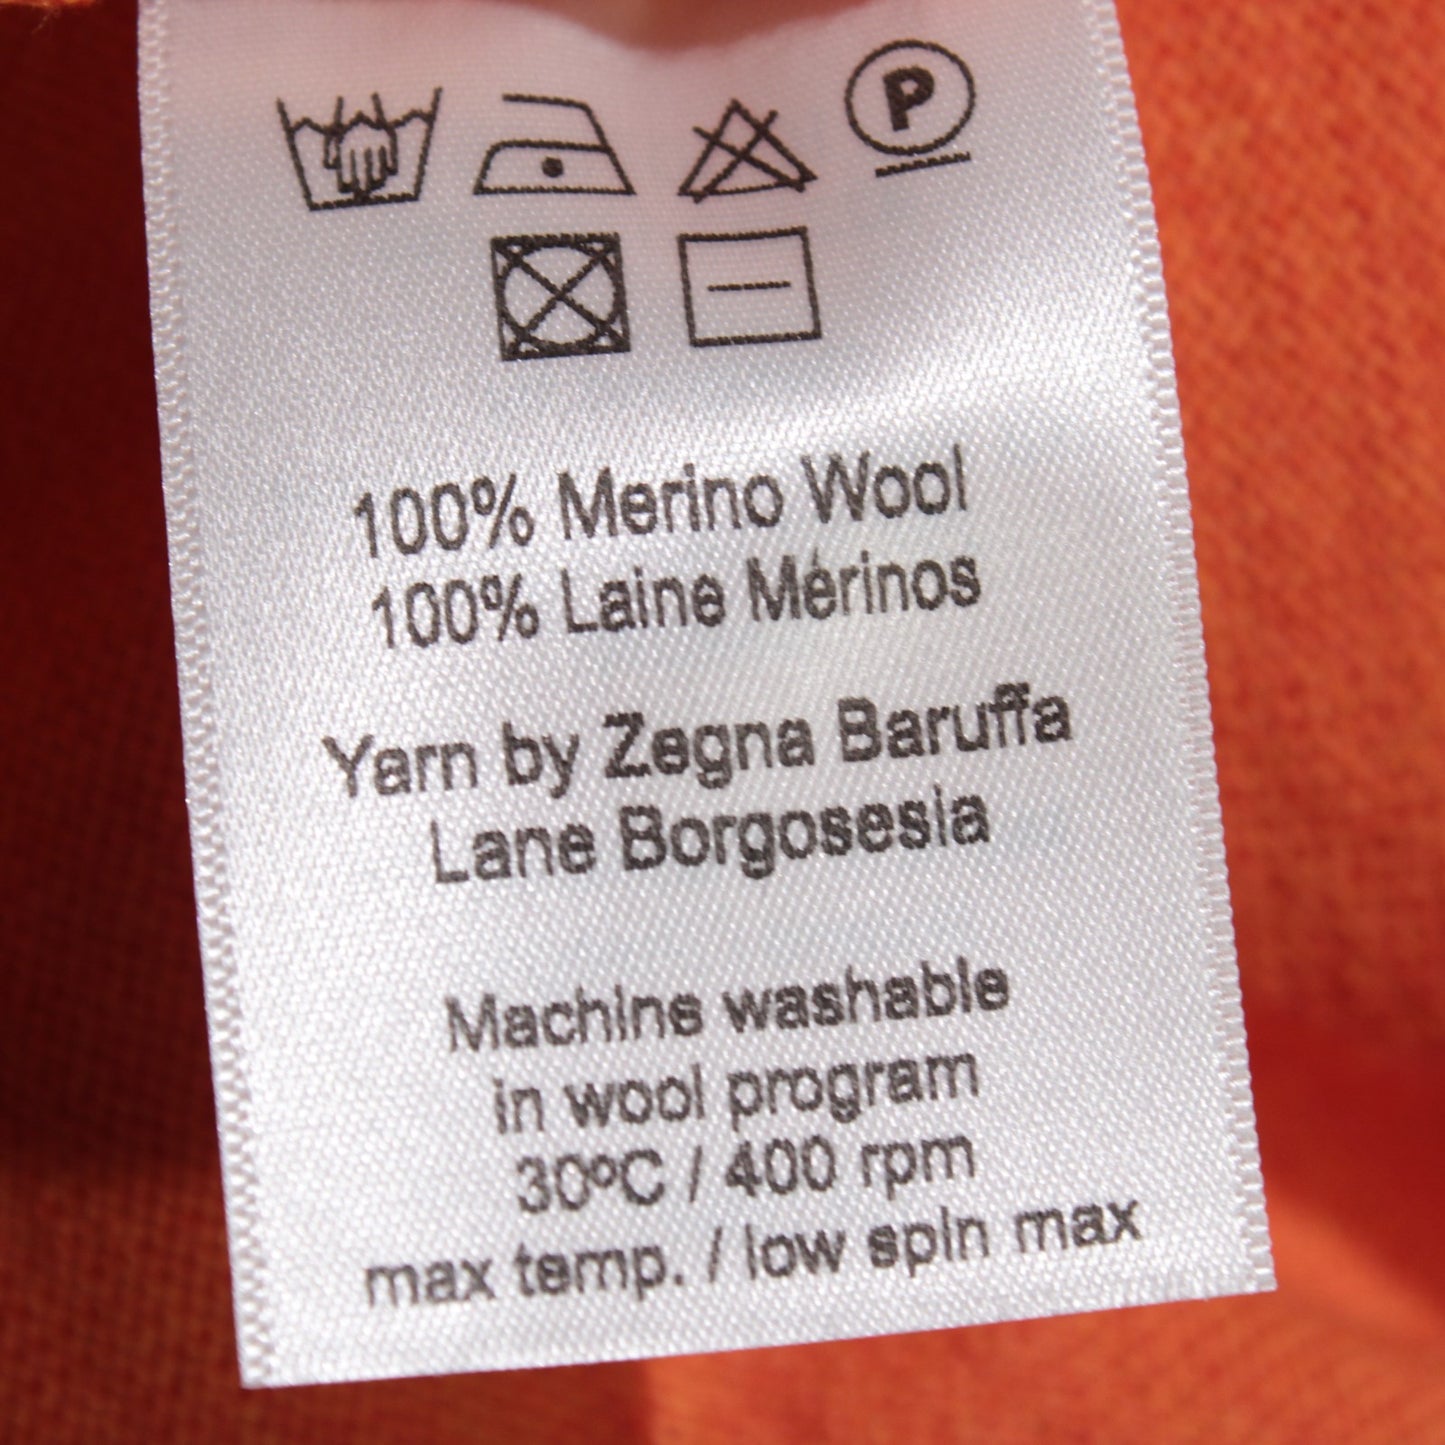 P
100% Merino Wool
100% Laine Mérinos
Yarn by Zegna Baruffa
Lane Borgosesia
Machine washable
in wool program
30ºC / 400 rpm
max temp. / low spin max